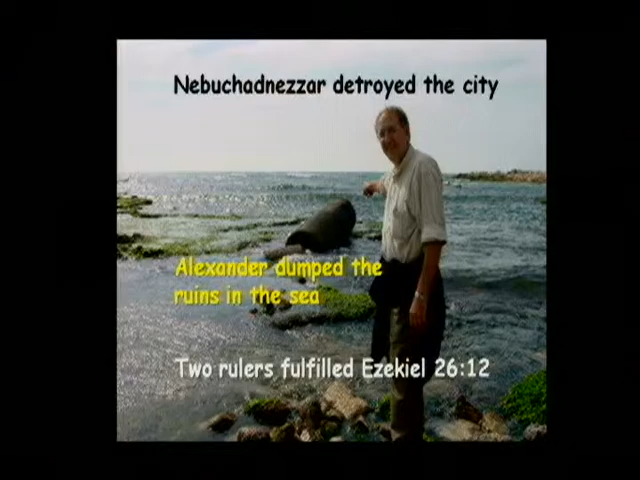 Nebuchadnezzar detroyed the city
Alexander dumped the
ruins in the sea
Two rulers fulfilled Ezekiel 26:12